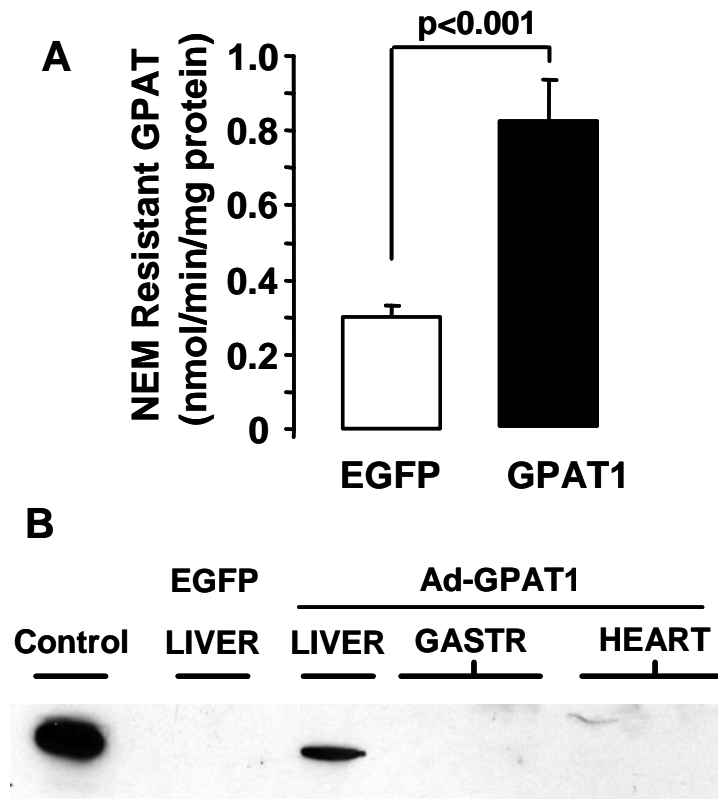 A
p<0.001
NEM Resistant GPAT
(nmol/min/mg protein)
1.0
0.8
0.6
0.4
0.2
0
EGFP GPAT1
B
EGFP Ad-GPAT1
Control LIVER LIVER GASTR HEART